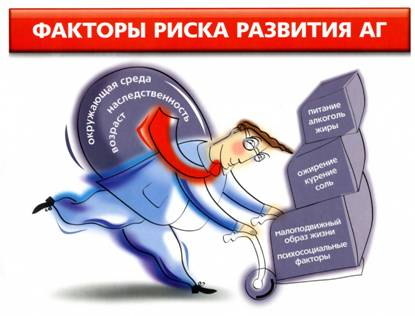 ФАКТОРЫ РИСКА РАЗВИТИЯ АГ
окружающая среда
наследственность
возраст
питание
алкоголь
жиры
ожирение
курение
соль
малоподвижный
образ жизни
психосоциальные
факторы